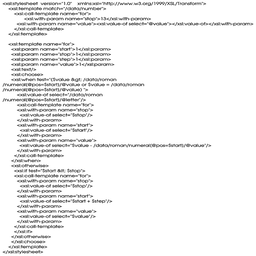 <xsl:stylesheet version="1.0" xmlns:xsl="http://www.w3.org/1999/XSL/Transform">
<xsl:template match="/data/number">
<xsl:call-template name="for">
<xsl:with-param name="stop">13</xsl:with-param>
<xsl:with-param name="value"><xsl:value-of select="@value"></xsl:value-of></xsl:with-param>
</xsl:call-template>
</xsl:template>
<xsl:template name="for">
<xsl:param name="start">1</xsl:param>
<xsl:param name="stop">1</xsl:param>
<xsl:param name="step">1</xsl:param>
<xsl:param name="value">1</xsl:param>
<xsl:text/>
<xsl:choose>
<xsl:when test="($value &gt; /data/roman
/numeral[@pos=$start]/@value or $value = /data/roman
/numeral[@pos=$start]/@value) ">
<xsl:value-of select="/data/roman
/numeral[@pos=$start]/@letter"/>
<xsl:call-template name="for">
<xsl:with-param name="stop">
<xsl:value-of select="$stop"/>
</xsl:with-param>
<xsl:with-param name="start">
<xsl:value-of select="$start"/>
</xsl:with-param>
<xsl:with-param name="value">
<xsl:value-of select="$value - /data/roman/numeral[@pos=$start]/@value"/>
</xsl:with-param>
</xsl:call-template>
</xsl:when>
<xsl:otherwise>
<xsl:if test="$start &lt; $stop">
<xsl:call-template name="for">
<xsl:with-param name="stop">
<xsl:value-of select="$stop"/>
</xsl:with-param>
<xsl:with-param name="start">
<xsl:value-of select="$start + $step"/>
</xsl:with-param>
<xsl:with-param name="value">
<xsl:value-of select="$value"/>
</xsl:with-param>
</xsl:call-template>
</xsl:if>
</xsl:otherwise>
</xsl:choose>
</xsl:template>
</xsl:stylesheet>